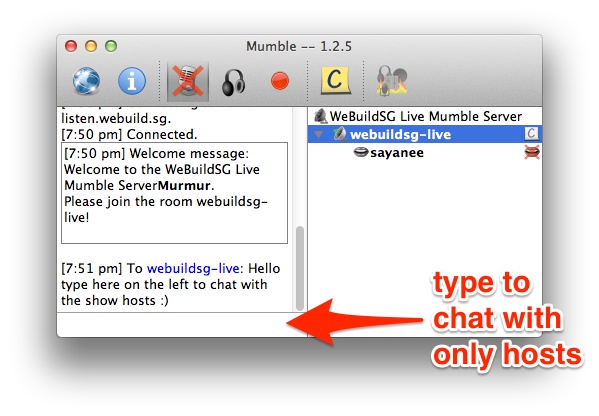 Mumble -- 1.2.5
listen.webuild.sg.
[7:50 pm] Connected.
[7:50 pm] Welcome message:
Welcome to the WeBuildSG Live
Mumble ServerMurmur.
Please join the room webuildsg-
live!
[7:51 pm] To webuildsg-live: Hello
type here on the left to chat with
the show hosts :)
WeBuildSG Live Mumble Server
webuildsg-live
sayanee
type to
chat with
only hosts